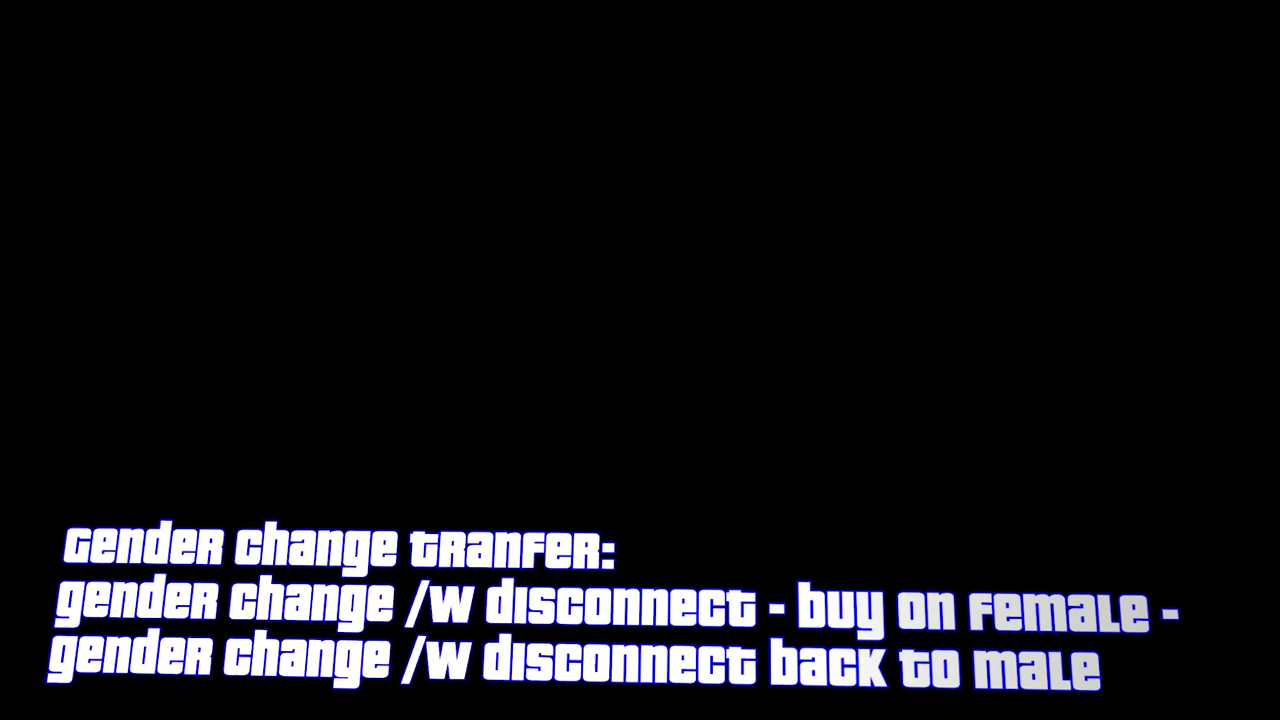 Gender change tranfer:
gender change /w disconnect - buy on female -
gender change /w disconnect back to male